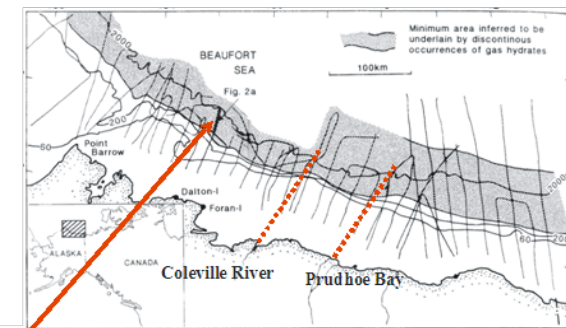 Minimum area inferred to be
underlain by discontinous
occurrences of gas hydrates
100km
2000
BEAUFORT
SEA
Fig. 2a
200
60
Point
Barrow
Dalton-I
Foran-I
2000
200
60
ALASKA
CANADA
Coleville River
Prudhoe Bay